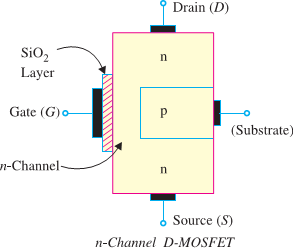 Drain (D)
SiO2
Layer
n
Gate (G)
p
(Substrate)
n-Channel
n
Source (S)
n-Channel D-MOSFET